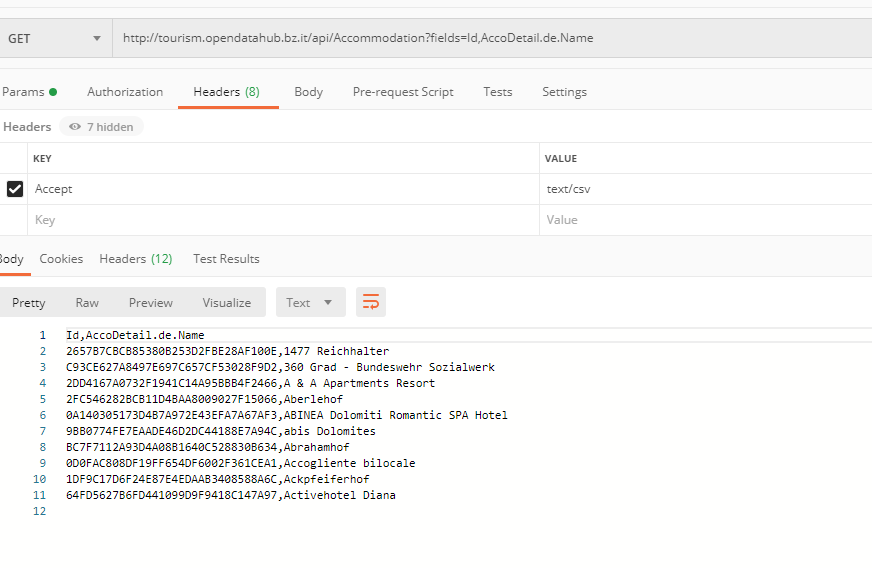 GET http://tourism.opendatahub.bz.it/api/Accommodation?fields=Id,AccoDetail.de.Name
Params Authorization Headers (8) Body Pre-request Script Tests Settings
Headers 7 hidden
KEY VALUE
Accept text/csv
Key Value
Body Cookies Headers (12) Test Results
Pretty Raw Preview Visualize Text
1 Id,AccoDetail.de.Name
2 2657B7CBCB85380B253D2FBE28AF100E,1477 Reichhalter
3 C93CE627A8497E697C657CF53028F9D2,360 Grad - Bundeswehr Sozialwerk
4 2DD4167A0732F1941C14A95BBB4F2466,A & A Apartments Resort
5 2FC546282BCB11D4BAA8009027F15066,Aberlehof
6 0A140305173D4B7A972E43EFA7A67AF3,ABINEA Dolomiti Romantic SPA Hotel
7 9BB0774FE7EAADE46D2DC44188E7A94C,abis Dolomites
8 BC7F7112A93D4A08B1640C528830B634,Abrahamhof
9 0D0FAC808DF19FF654DF6002F361CEA1,Accogliente bilocale
10 1DF9C17D6F24E87E4EDAAB3408588A6C,Ackpfeiferhof
11 64FD5627B6FD441099D9F9418C147A97,Activehotel Diana
12